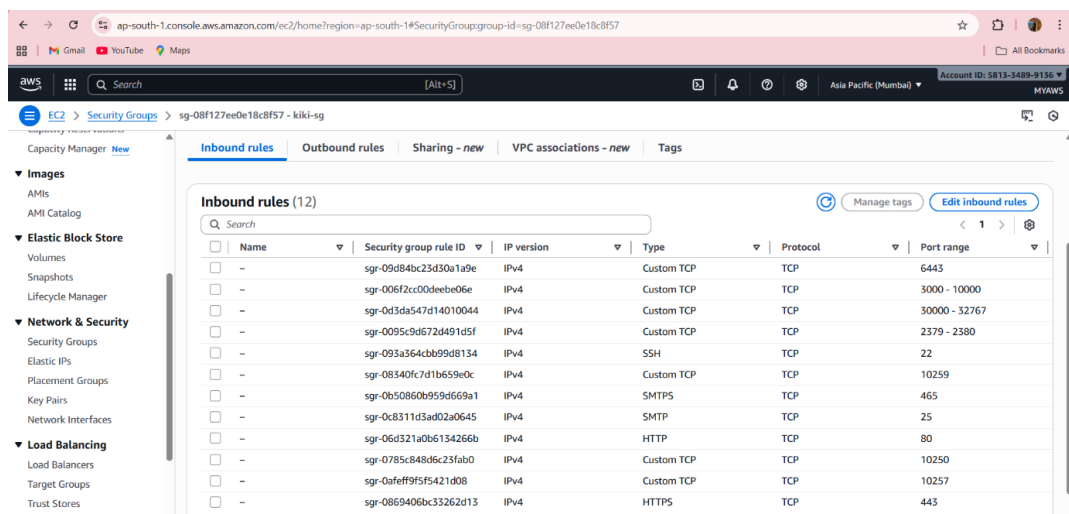 ap-south-1.console.aws.amazon.com/ec2/home?region=ap-south-1#SecurityGroup:group-id=sg-08f127ee0e18c8f57
Gmail YouTube Maps All Bookmarks
Account ID: 5813-3489-9136
aws Search [Alt+S] Asia Pacific (Mumbai) MYAWS
EC2 > Security Groups > sg-08f127ee0e18c8f57 - kiki-sg
Capacity Reservations
Capacity Manager New
Images
AMIs
AMI Catalog
Elastic Block Store
Volumes
Snapshots
Lifecycle Manager
Network & Security
Security Groups
Elastic IPs
Placement Groups
Key Pairs
Network Interfaces
Load Balancing
Load Balancers
Target Groups
Trust Stores
Inbound rules Outbound rules Sharing - new VPC associations - new Tags
Inbound rules (12) Manage tags Edit inbound rules
Search 1
Name Security group rule ID IP version Type Protocol Port range
– sgr-09d84bc23d30a1a9e IPv4 Custom TCP TCP 6443
– sgr-006f2cc00deebe06e IPv4 Custom TCP TCP 3000 - 10000
– sgr-0d3da547d14010044 IPv4 Custom TCP TCP 30000 - 32767
– sgr-0095c9d672d491d5f IPv4 Custom TCP TCP 2379 - 2380
– sgr-093a364cbb99d8134 IPv4 SSH TCP 22
– sgr-08340fc7d1b659e0c IPv4 Custom TCP TCP 10259
– sgr-0b50860b959d669a1 IPv4 SMTPS TCP 465
– sgr-0c8311d3ad02a0645 IPv4 SMTP TCP 25
– sgr-06d321a0b6134266b IPv4 HTTP TCP 80
– sgr-0785c848d6c23fab0 IPv4 Custom TCP TCP 10250
– sgr-0afeff9f5f5421d08 IPv4 Custom TCP TCP 10257
– sgr-0869406bc33262d13 IPv4 HTTPS TCP 443